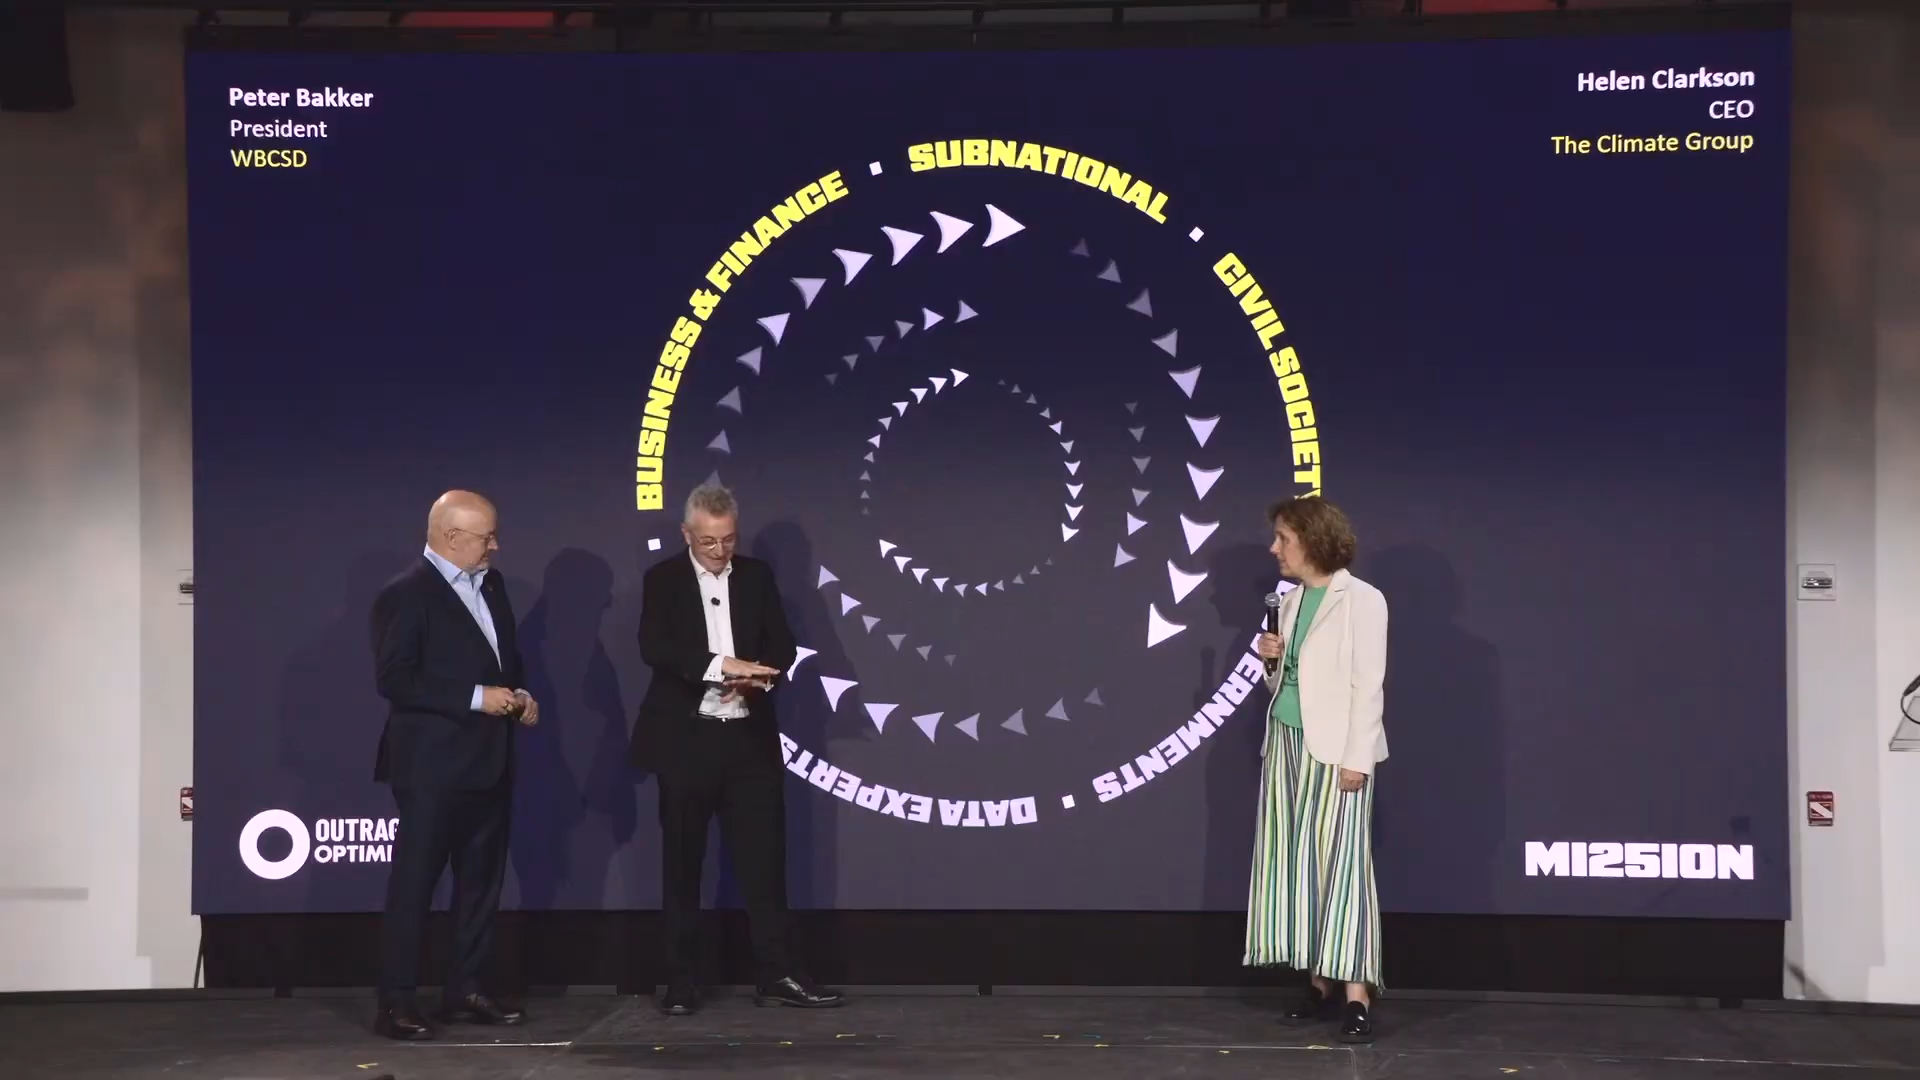 Peter Bakker
President
WBCSD
Helen Clarkson
CEO
The Climate Group
BUSINESS & FINANCE · SUBNATIONAL · CIVIL SOCIETY
ERNMENTS · DATA EXPERTS ·
OUTRAG
OPTIMI
MI25ION